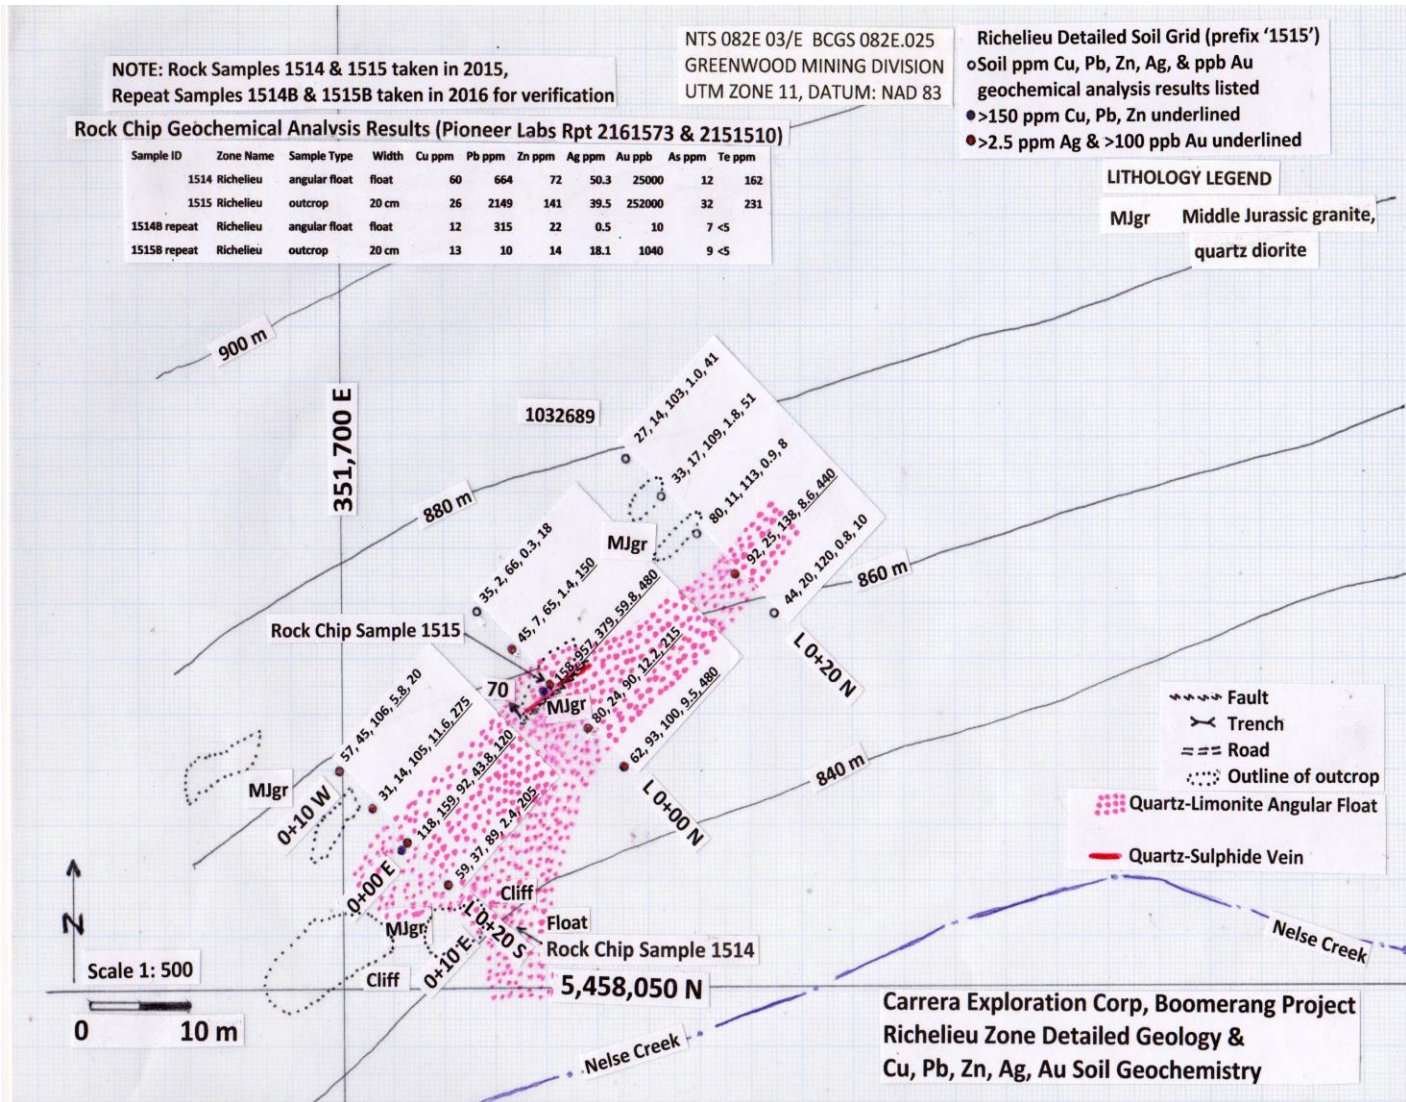 NOTE: Rock Samples 1514 & 1515 taken in 2015,
Repeat Samples 1514B & 1515B taken in 2016 for verification
NTS 082E 03/E BCGS 082E.025
GREENWOOD MINING DIVISION
UTM ZONE 11, DATUM: NAD 83
Richelieu Detailed Soil Grid (prefix ‘1515’)
Soil ppm Cu, Pb, Zn, Ag, & ppb Au
geochemical analysis results listed
>150 ppm Cu, Pb, Zn underlined
>2.5 ppm Ag & >100 ppb Au underlined
Rock Chip Geochemical Analysis Results (Pioneer Labs Rpt 2161573 & 2151510)
Sample ID Zone Name Sample Type Width Cu ppm Pb ppm Zn ppm Ag ppm Au ppb As ppm Te ppm
1514 Richelieu angular float float 60 664 72 50.3 25000 12 162
1515 Richelieu outcrop 20 cm 26 2149 141 39.5 252000 32 231
1514B repeat Richelieu angular float float 12 315 22 0.5 10 7 <5
1515B repeat Richelieu outcrop 20 cm 13 10 14 18.1 1040 9 <5
LITHOLOGY LEGEND
MJgr Middle Jurassic granite,
quartz diorite
900 m
351,700 E
1032689
880 m
27, 14, 103, 1.0, 41
33, 17, 109, 1.8, 51
80, 11, 113, 0.9, 8
92, 25, 138, 8.6, 440
44, 20, 120, 0.8, 10
MJgr
860 m
L 0+20 N
35, 2, 66, 0.3, 18
45, 7, 65, 1.4, 150
158, 957, 379, 59.8, 480
80, 24, 90, 12.2, 215
62, 93, 100, 9.5, 480
Rock Chip Sample 1515
70
MJgr
L 0+00 N
840 m
57, 45, 106, 5.8, 20
31, 14, 105, 11.6, 275
118, 159, 92, 43.8, 120
59, 37, 89, 2.4, 205
MJgr
0+10 W
0+00 E
MJgr
L 0+20 S
0+10 E
Cliff
Float
Rock Chip Sample 1514
Cliff
Fault
Trench
Road
Outline of outcrop
Quartz-Limonite Angular Float
Quartz-Sulphide Vein
N
Scale 1: 500
0 10 m
5,458,050 N
Nelse Creek
Nelse Creek
Carrera Exploration Corp, Boomerang Project
Richelieu Zone Detailed Geology &
Cu, Pb, Zn, Ag, Au Soil Geochemistry